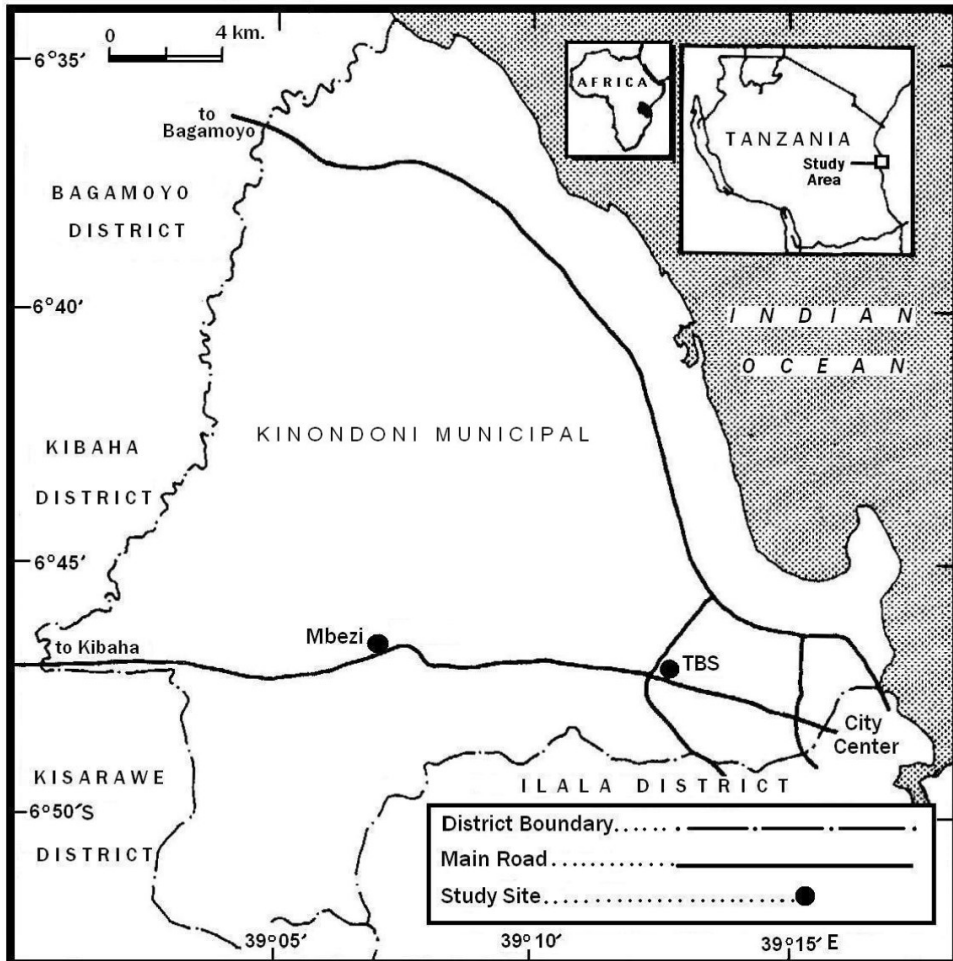 0 4 km.
6°35′
AFRICA
TANZANIA
Study
Area
to
Bagamoyo
BAGAMOYO
DISTRICT
6°40′
INDIAN
OCEAN
KINONDONI MUNICIPAL
KIBAHA
DISTRICT
6°45′
to Kibaha
Mbezi
TBS
City
Center
KISARAWE
DISTRICT
6°50′S
ILALA DISTRICT
District Boundary......
Main Road ..........
Study Site ....................
39°05′ 39°10′ 39°15′ E